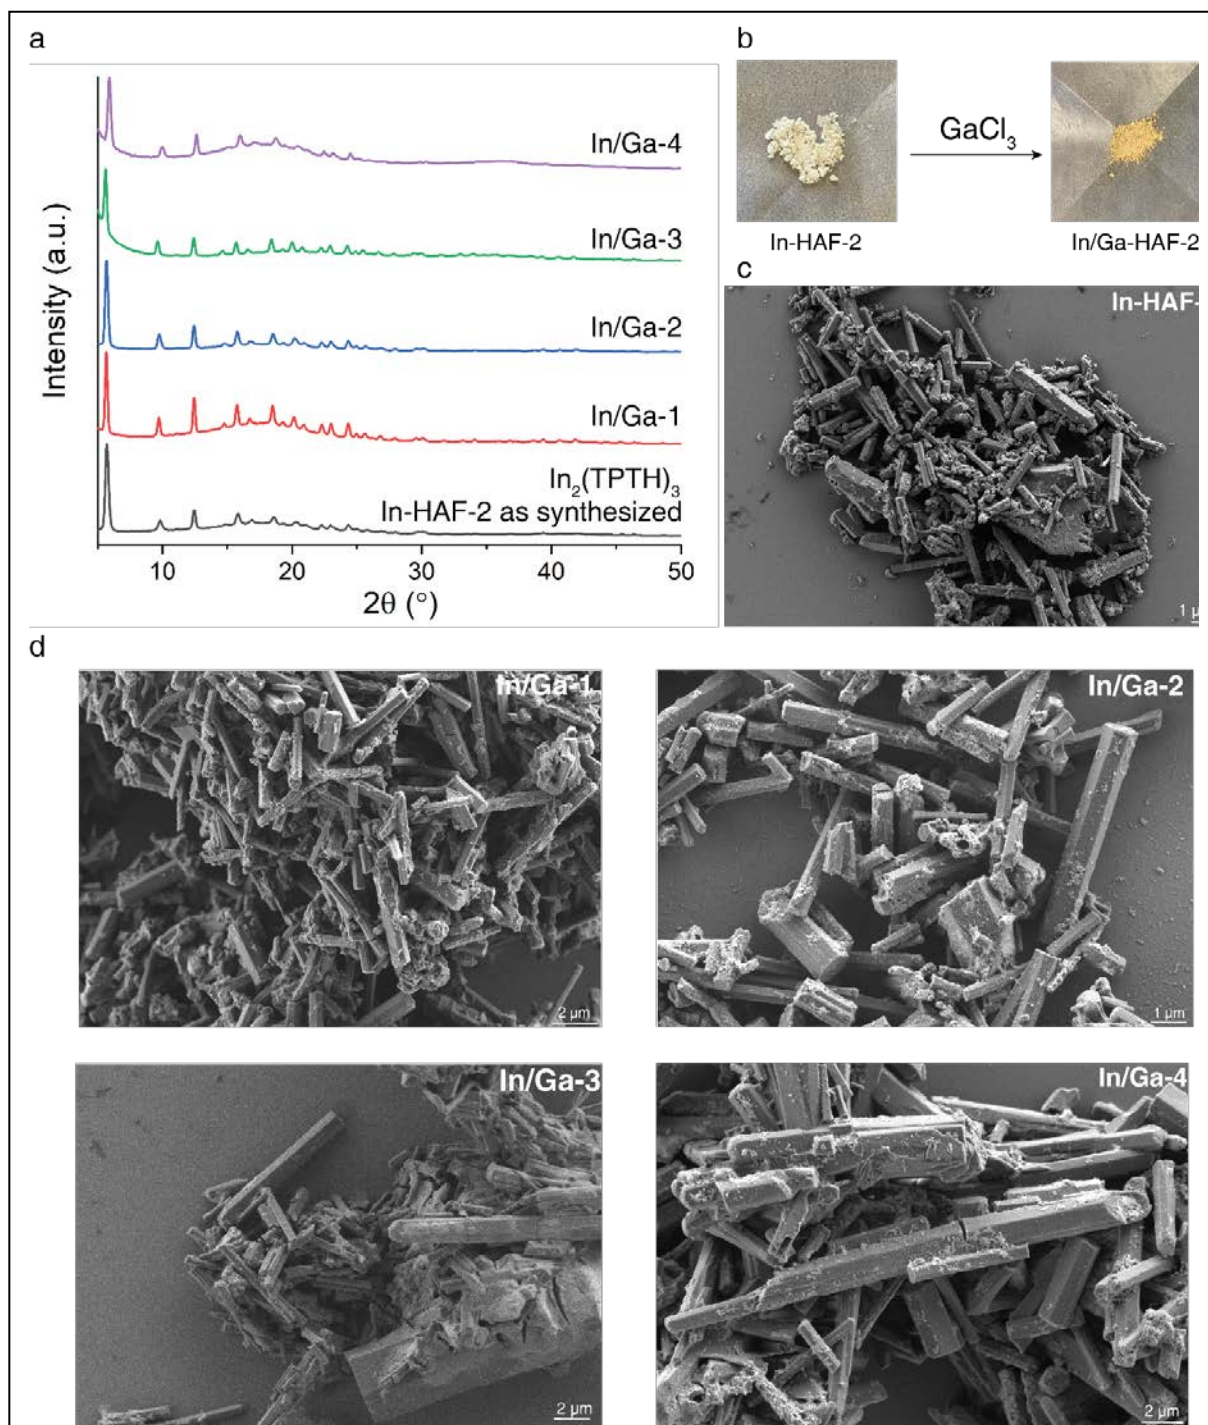 a
In/Ga-4
In/Ga-3
In/Ga-2
In/Ga-1
In₂(TPTH)₃
In-HAF-2 as synthesized
Intensity (a.u.)
10 20 30 40 50
2θ (°)
b
GaCl₃
In-HAF-2
In/Ga-HAF-2
c
In-HAF-
1 µ
d
In/Ga-1
2 µm
In/Ga-2
1 µm
In/Ga-3
2 µm
In/Ga-4
2 µm